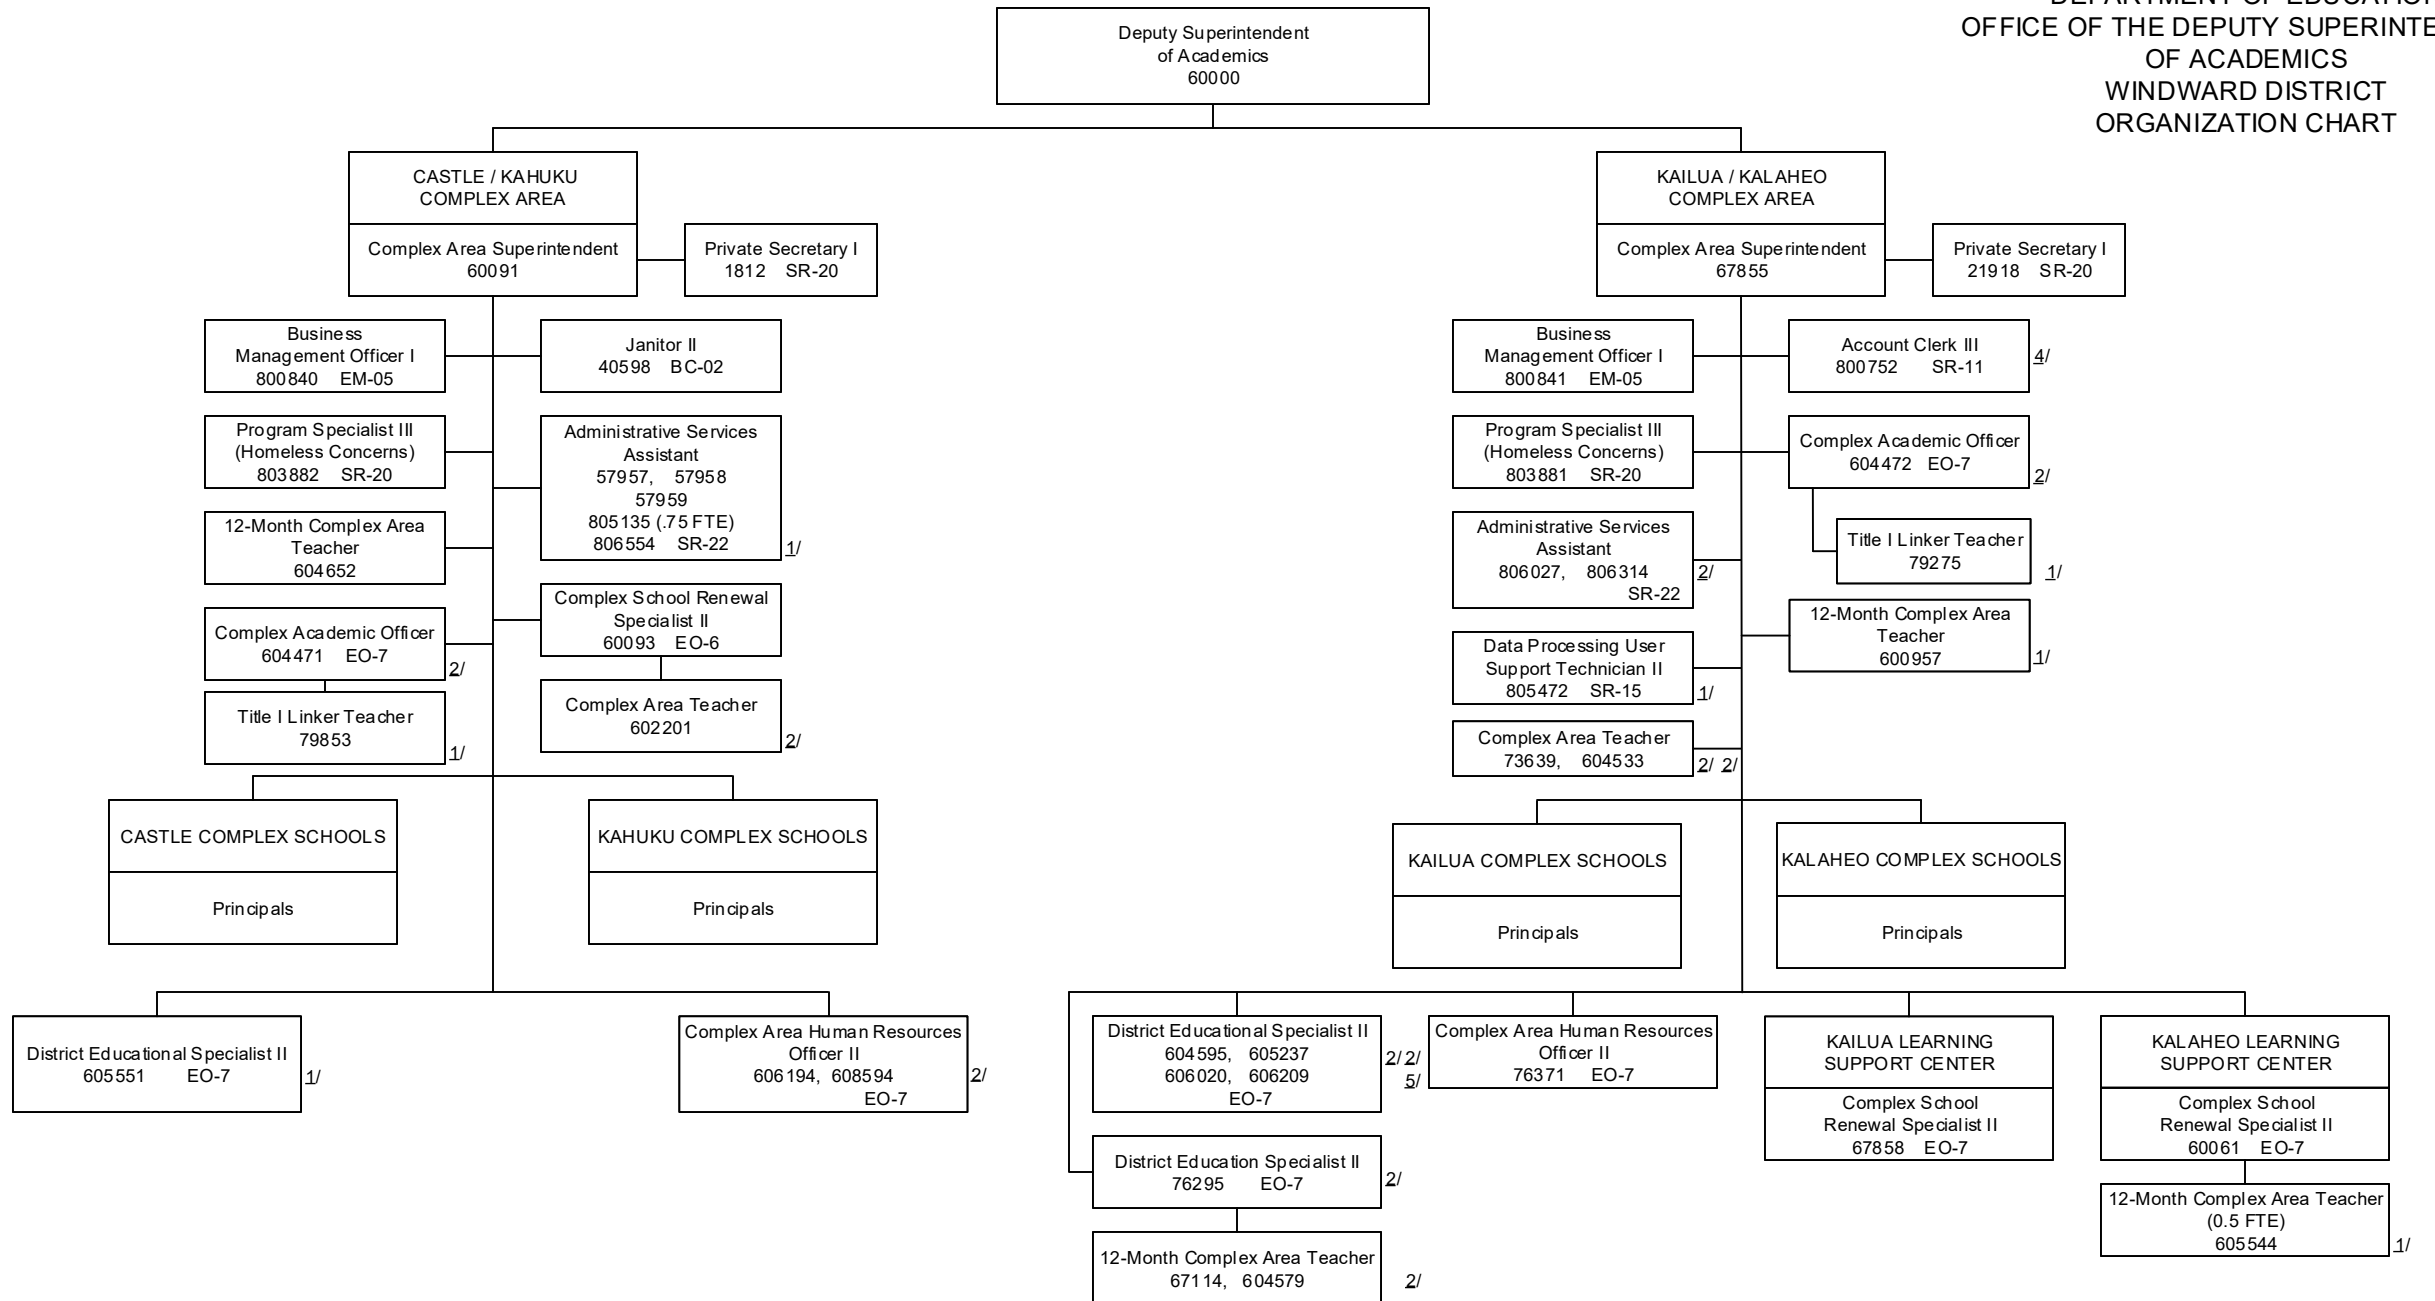 OFFICE OF THE DEPUTY
OF ACADEMICS
WINDWARD DISTRICT
ORGANIZATION CHART
Deputy Superintendent
of Academics
60000
CASTLE / KAHUKU
COMPLEX AREA
Complex Area Superintendent
60091
Private Secretary I
1812 SR-20
Business
Management Officer I
800840 EM-05
Janitor II
40598 BC-02
Program Specialist III
(Homeless Concerns)
803882 SR-20
Administrative Services
Assistant
57957, 57958
57959
805135 (.75 FTE)
806554 SR-22
1/
12-Month Complex Area
Teacher
604652
Complex School Renewal
Specialist II
60093 EO-6
Complex Academic Officer
604471 EO-7
2/
Complex Area Teacher
602201
2/
Title I Linker Teacher
79853
1/
CASTLE COMPLEX SCHOOLS
Principals
KAHUKU COMPLEX SCHOOLS
Principals
District Educational Specialist II
605551 EO-7
1/
Complex Area Human Resources
Officer II
606194, 608594
EO-7
2/
KAILUA / KALAHEO
COMPLEX AREA
Complex Area Superintendent
67855
Private Secretary I
21918 SR-20
Business
Management Officer I
800841 EM-05
Account Clerk III
800752 SR-11
4/
Program Specialist III
(Homeless Concerns)
803881 SR-20
Complex Academic Officer
604472 EO-7
2/
Administrative Services
Assistant
806027, 806314
SR-22
2/
Title I Linker Teacher
79275
1/
Data Processing User
Support Technician II
805472 SR-15
1/
12-Month Complex Area
Teacher
600957
1/
Complex Area Teacher
73639, 604533
2/ 2/
KAILUA COMPLEX SCHOOLS
Principals
KALAHEO COMPLEX SCHOOLS
Principals
District Educational Specialist II
604595, 605237
606020, 606209
EO-7
2/ 2/
5/
Complex Area Human Resources
Officer II
76371 EO-7
KAILUA LEARNING
SUPPORT CENTER
Complex School
Renewal Specialist II
67858 EO-7
KALAHEO LEARNING
SUPPORT CENTER
Complex School
Renewal Specialist II
60061 EO-7
District Education Specialist II
76295 EO-7
2/
12-Month Complex Area Teacher
(0.5 FTE)
605544
1/
12-Month Complex Area Teacher
67114, 604579
2/